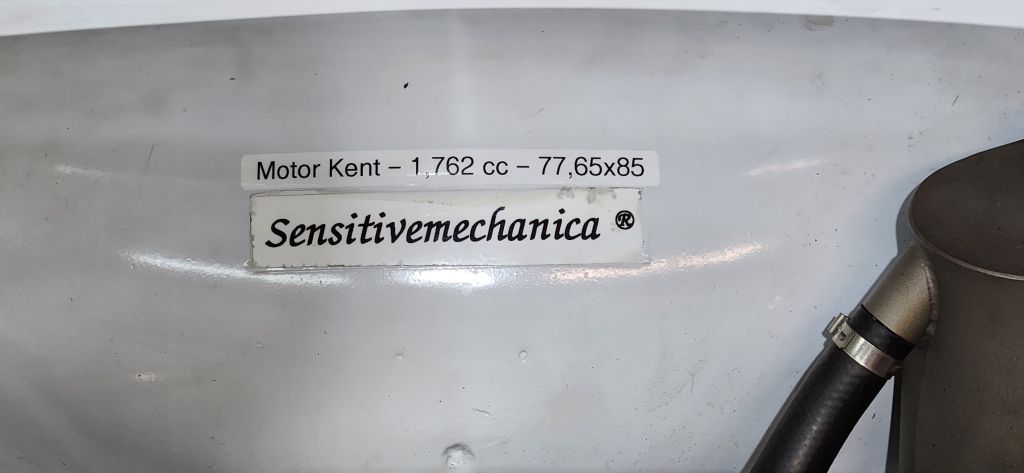 Motor Kent – 1,762 cc – 77,65x85
Sensitivemechanica ®